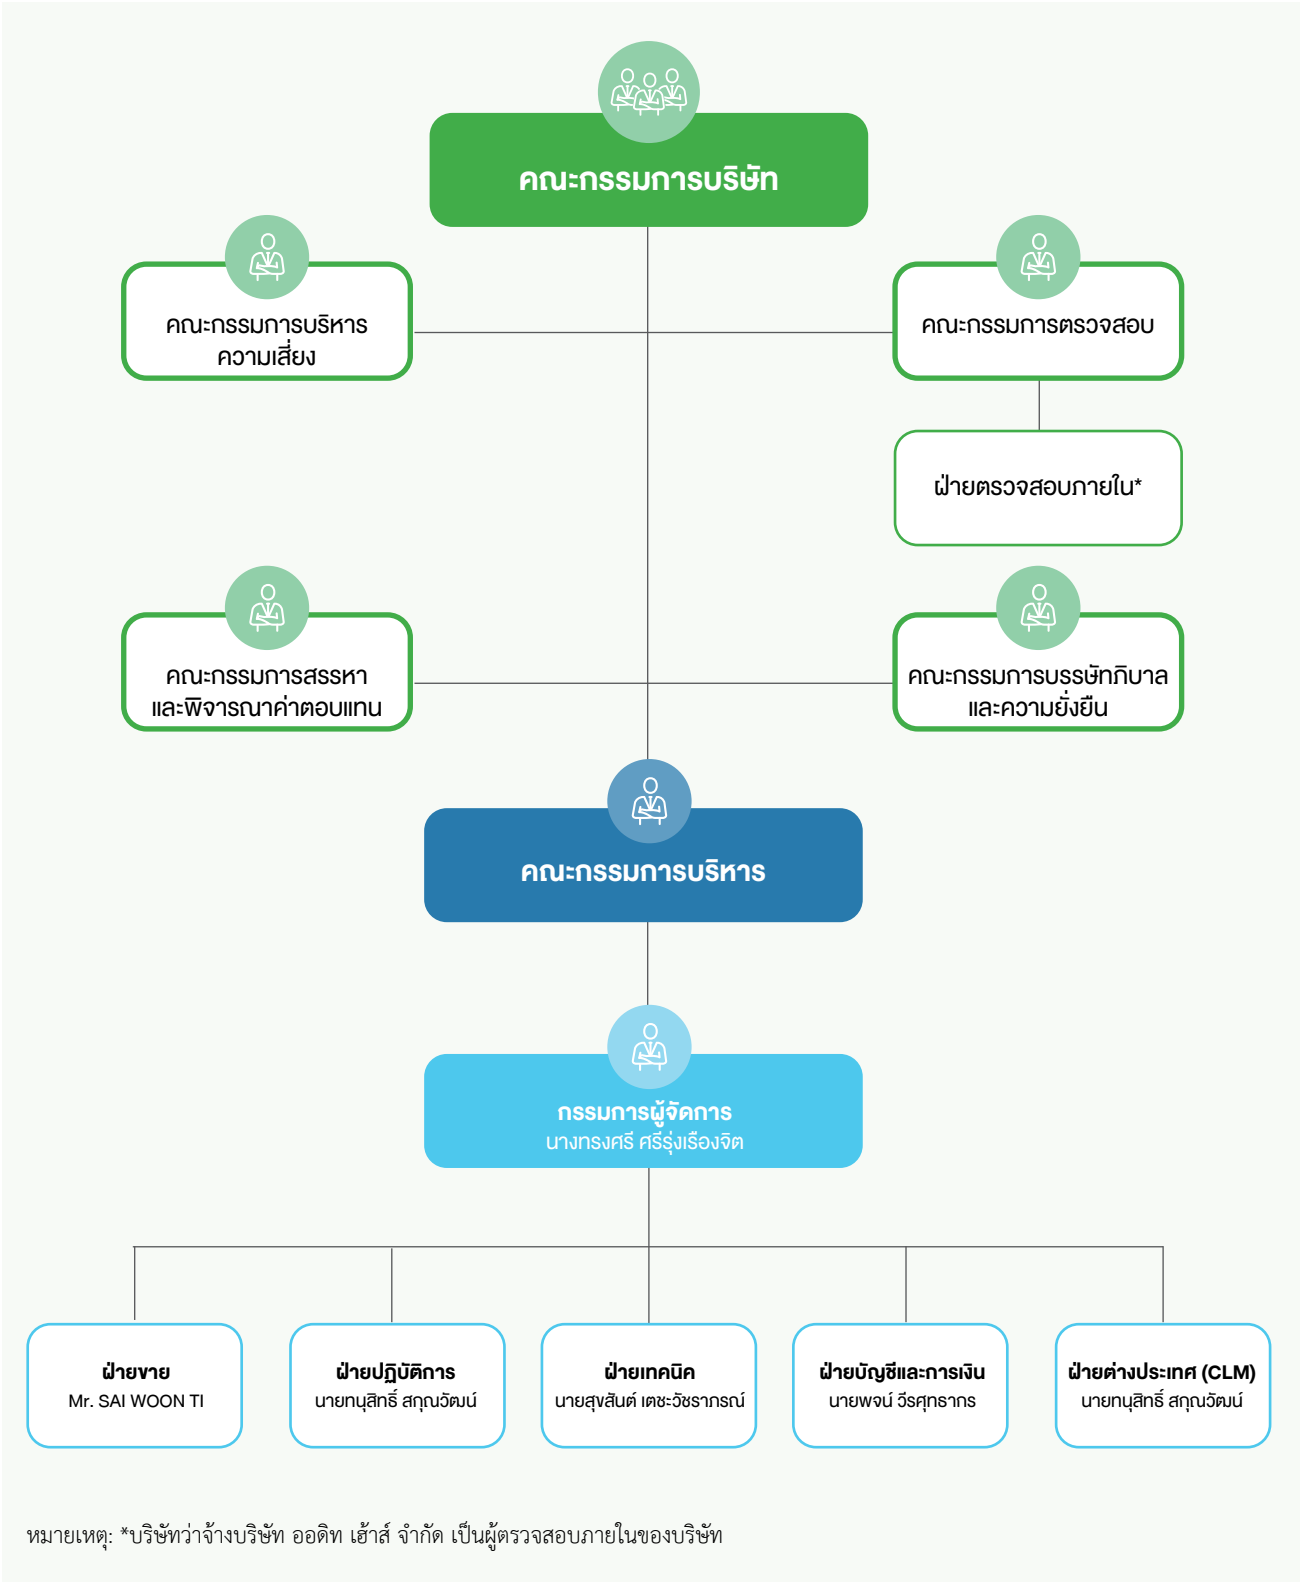 คณะกรรมการบริษัท
คณะกรรมการบริหาร
ความเสี่ยง
คณะกรรมการตรวจสอบ
ฝ่ายตรวจสอบภายใน*
คณะกรรมการสรรหา
และพิจารณาค่าตอบแทน
คณะกรรมการบรรษัทภิบาล
และความยั่งยืน
คณะกรรมการบริหาร
กรรมการผู้จัดการ
นางทรงศรี ศรีรุ่งเรืองจิต
ฝ่ายขาย
Mr. SAI WOON TI
ฝ่ายปฏิบัติการ
นายทนุสิทธิ์ สกุณวัฒน์
ฝ่ายเทคนิค
นายสุขสันต์ เตชะวัชราภรณ์
ฝ่ายบัญชีและการเงิน
นายพจน์ วีรศุทธากร
ฝ่ายต่างประเทศ (CLM)
นายทนุสิทธิ์ สกุณวัฒน์
หมายเหตุ: *บริษัทว่าจ้างบริษัท ออดิท เฮ้าส์ จำกัด เป็นผู้ตรวจสอบภายในของบริษัท